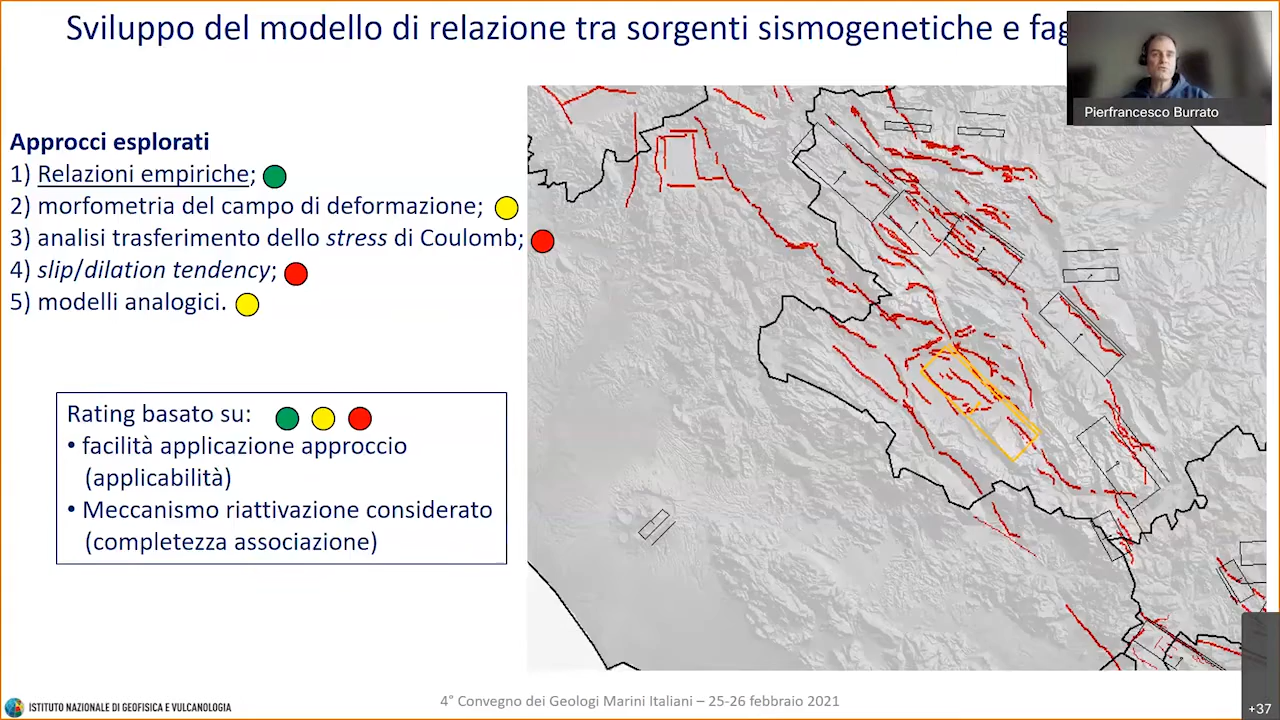 Sviluppo del modello di relazione tra sorgenti sismogenetiche e
Pierfrancesco Burrato
Approcci esplorati
1) Relazioni empiriche;
2) morfometria del campo di deformazione;
3) analisi trasferimento dello stress di Coulomb;
4) slip/dilation tendency;
5) modelli analogici.
Rating basato su:
• facilità applicazione approccio
(applicabilità)
• Meccanismo riattivazione considerato
(completezza associazione)
4° Convegno dei Geologi Marini Italiani – 25-26 febbraio 2021
ISTITUTO NAZIONALE DI GEOFISICA E VULCANOLOGIA
+37